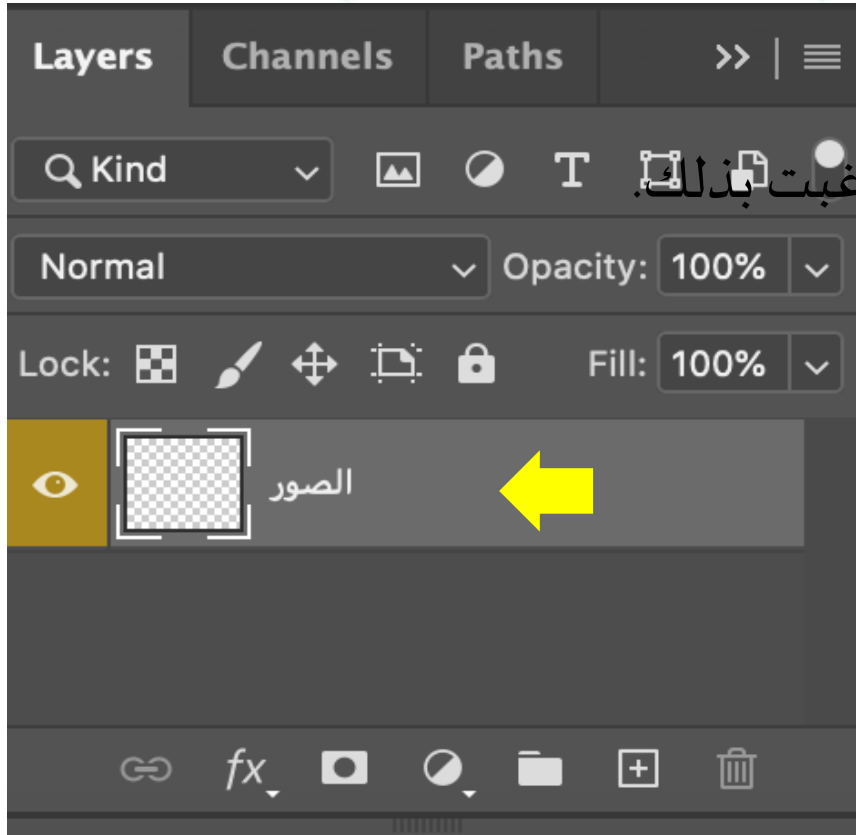 Layers Channels Paths
Kind
غبت بذلك.
Normal Opacity: 100%
Lock: Fill: 100%
الصور
fx